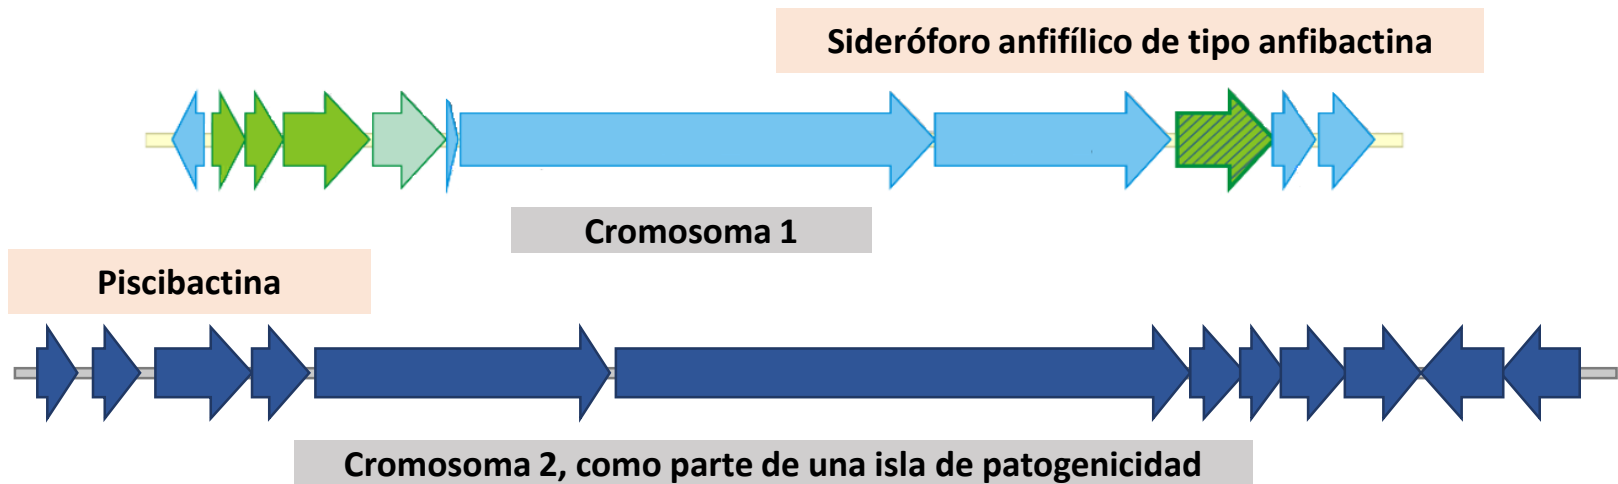 Sideróforo anfifílico de tipo anfibactina
Cromosoma 1
Piscibactina
Cromosoma 2, como parte de una isla de patogenicidad